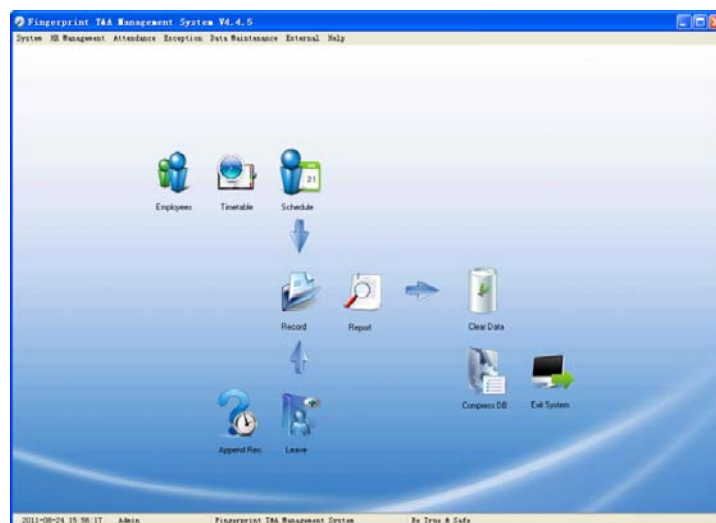 Fingerprint T&A Management System V4.4.5
System HR Management Attendance Exception Data Maintenance External Help
21
Employees Timetable Schedule
Record Report Clear Data
Compress DB Exit System
Append Rec. Leave
2011-08-24 15:56:17 Admin Fingerprint T&A Management System Be True & Safe